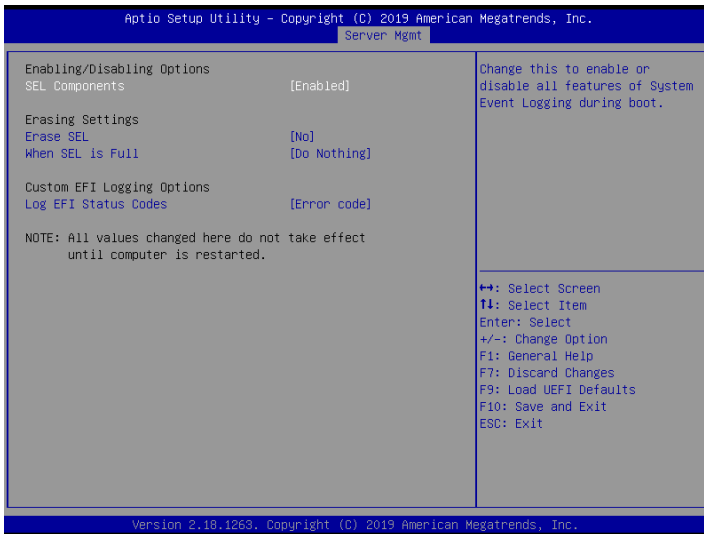 Aptio Setup Utility – Copyright (C) 2019 American Megatrends, Inc.
Server Mgmt
Enabling/Disabling Options
SEL Components [Enabled]
Erasing Settings
Erase SEL [No]
When SEL is Full [Do Nothing]
Custom EFI Logging Options
Log EFI Status Codes [Error code]
NOTE: All values changed here do not take effect
until computer is restarted.
Change this to enable or
disable all features of System
Event Logging during boot.
↔: Select Screen
↑↓: Select Item
Enter: Select
+/-: Change Option
F1: General Help
F7: Discard Changes
F9: Load UEFI Defaults
F10: Save and Exit
ESC: Exit
Version 2.18.1263. Copyright (C) 2019 American Megatrends, Inc.